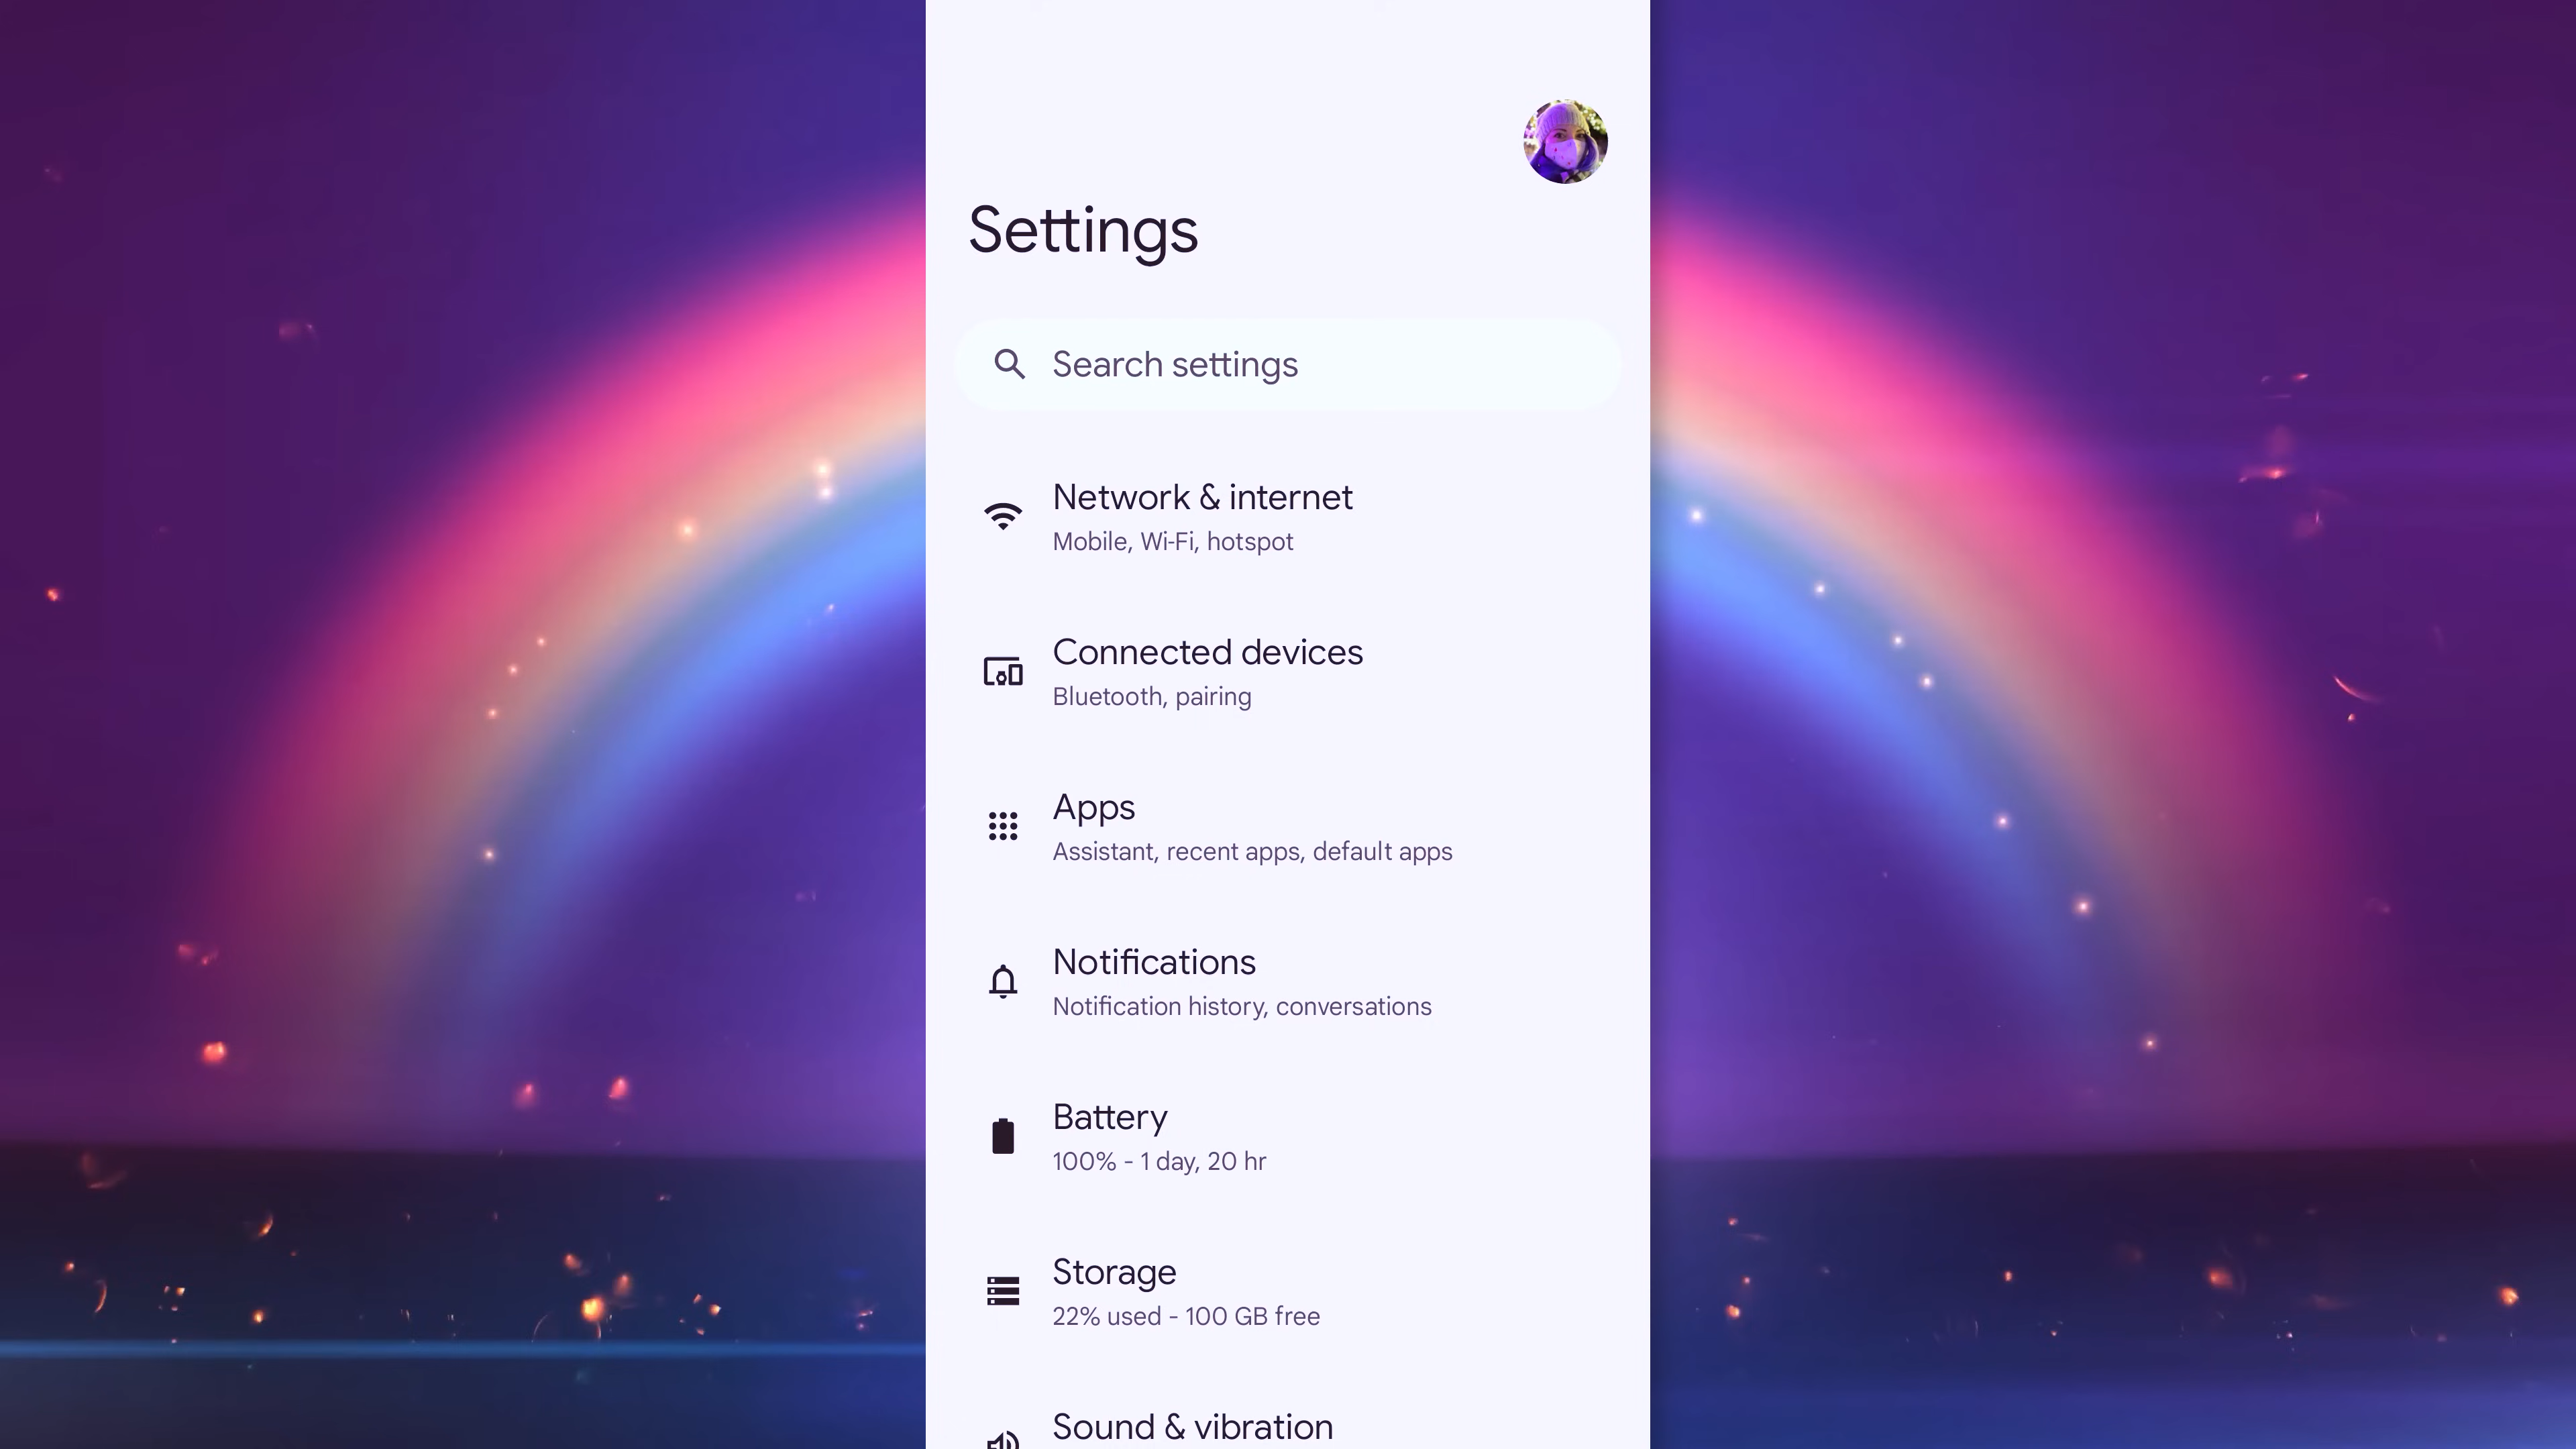 Settings
Search settings
Network & internet
Mobile, Wi-Fi, hotspot
Connected devices
Bluetooth, pairing
Apps
Assistant, recent apps, default apps
Notifications
Notification history, conversations
Battery
100% - 1 day, 20 hr
Storage
22% used - 100 GB free
Sound & vibration